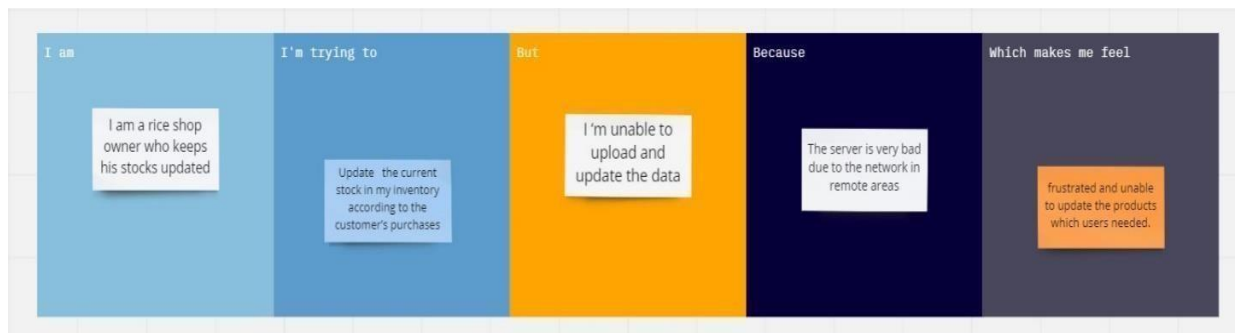 I am
I am a rice shop
owner who keeps
his stocks updated
I'm trying to
Update the current
stock in my inventory
according to the
customer's purchases
But
I 'm unable to
upload and
update the data
Because
The server is very bad
due to the network in
remote areas
Which makes me feel
frustrated and unable
to update the products
which users needed.